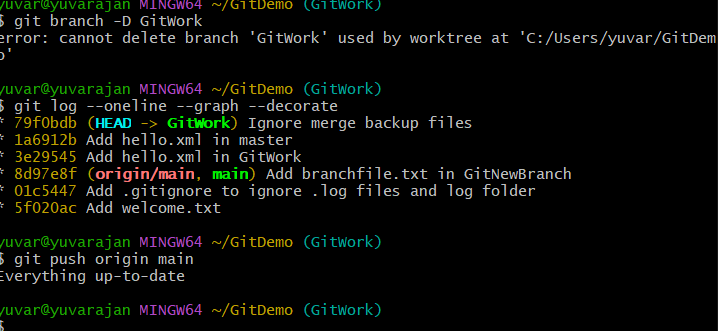 yuvar@yuvarajan MINGW64 ~/GitDemo (GitWork)
$ git branch -D GitWork
error: cannot delete branch 'GitWork' used by worktree at 'C:/Users/yuvar/GitDem
o'
yuvar@yuvarajan MINGW64 ~/GitDemo (GitWork)
$ git log --oneline --graph --decorate
* 79f0bdb (HEAD -> GitWork) Ignore merge backup files
* 1a6912b Add hello.xml in master
* 3e29545 Add hello.xml in GitWork
* 8d97e8f (origin/main, main) Add branchfile.txt in GitNewBranch
* 01c5447 Add .gitignore to ignore .log files and log folder
* 5f020ac Add welcome.txt
yuvar@yuvarajan MINGW64 ~/GitDemo (GitWork)
$ git push origin main
Everything up-to-date
yuvar@yuvarajan MINGW64 ~/GitDemo (GitWork)
$